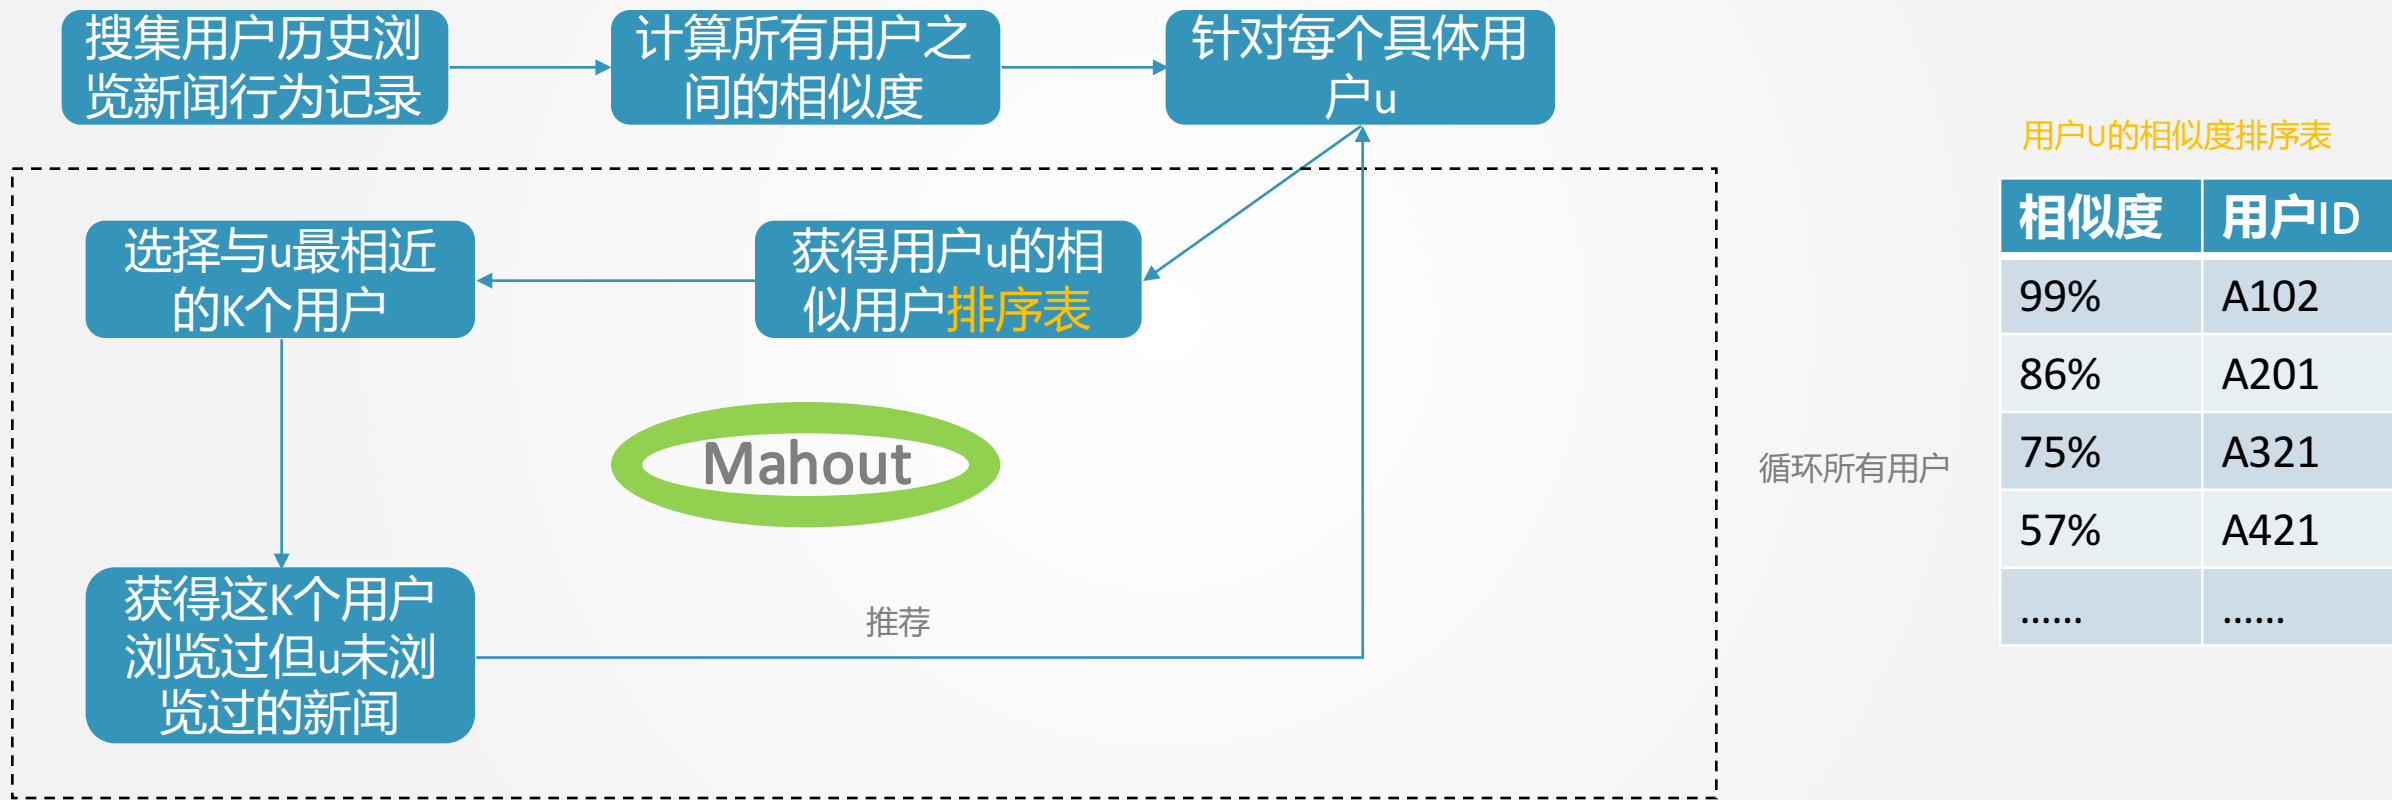 搜集用户历史浏
览新闻行为记录
计算所有用户之
间的相似度
针对每个具体用
户u
选择与u最相近
的K个用户
获得用户u的相
似用户排序表
Mahout
获得这K个用户
浏览过但u未浏
览过的新闻
推荐
循环所有用户
用户U的相似度排序表
相似度 用户ID
99% A102
86% A201
75% A321
57% A421
…… ……